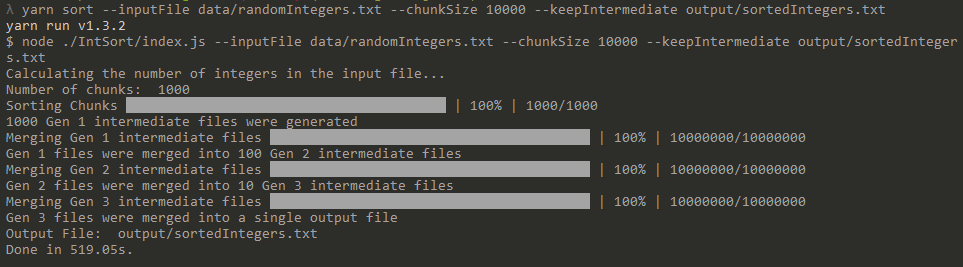 λ yarn sort --inputFile data/randomIntegers.txt --chunkSize 10000 --keepIntermediate output/sortedIntegers.txt
yarn run v1.3.2
$ node ./IntSort/index.js --inputFile data/randomIntegers.txt --chunkSize 10000 --keepIntermediate output/sortedInteger
s.txt
Calculating the number of integers in the input file...
Number of chunks:  1000
Sorting Chunks | 100% | 1000/1000
1000 Gen 1 intermediate files were generated
Merging Gen 1 intermediate files | 100% | 10000000/10000000
Gen 1 files were merged into 100 Gen 2 intermediate files
Merging Gen 2 intermediate files | 100% | 10000000/10000000
Gen 2 files were merged into 10 Gen 3 intermediate files
Merging Gen 3 intermediate files | 100% | 10000000/10000000
Gen 3 files were merged into a single output file
Output File:  output/sortedIntegers.txt
Done in 519.05s.